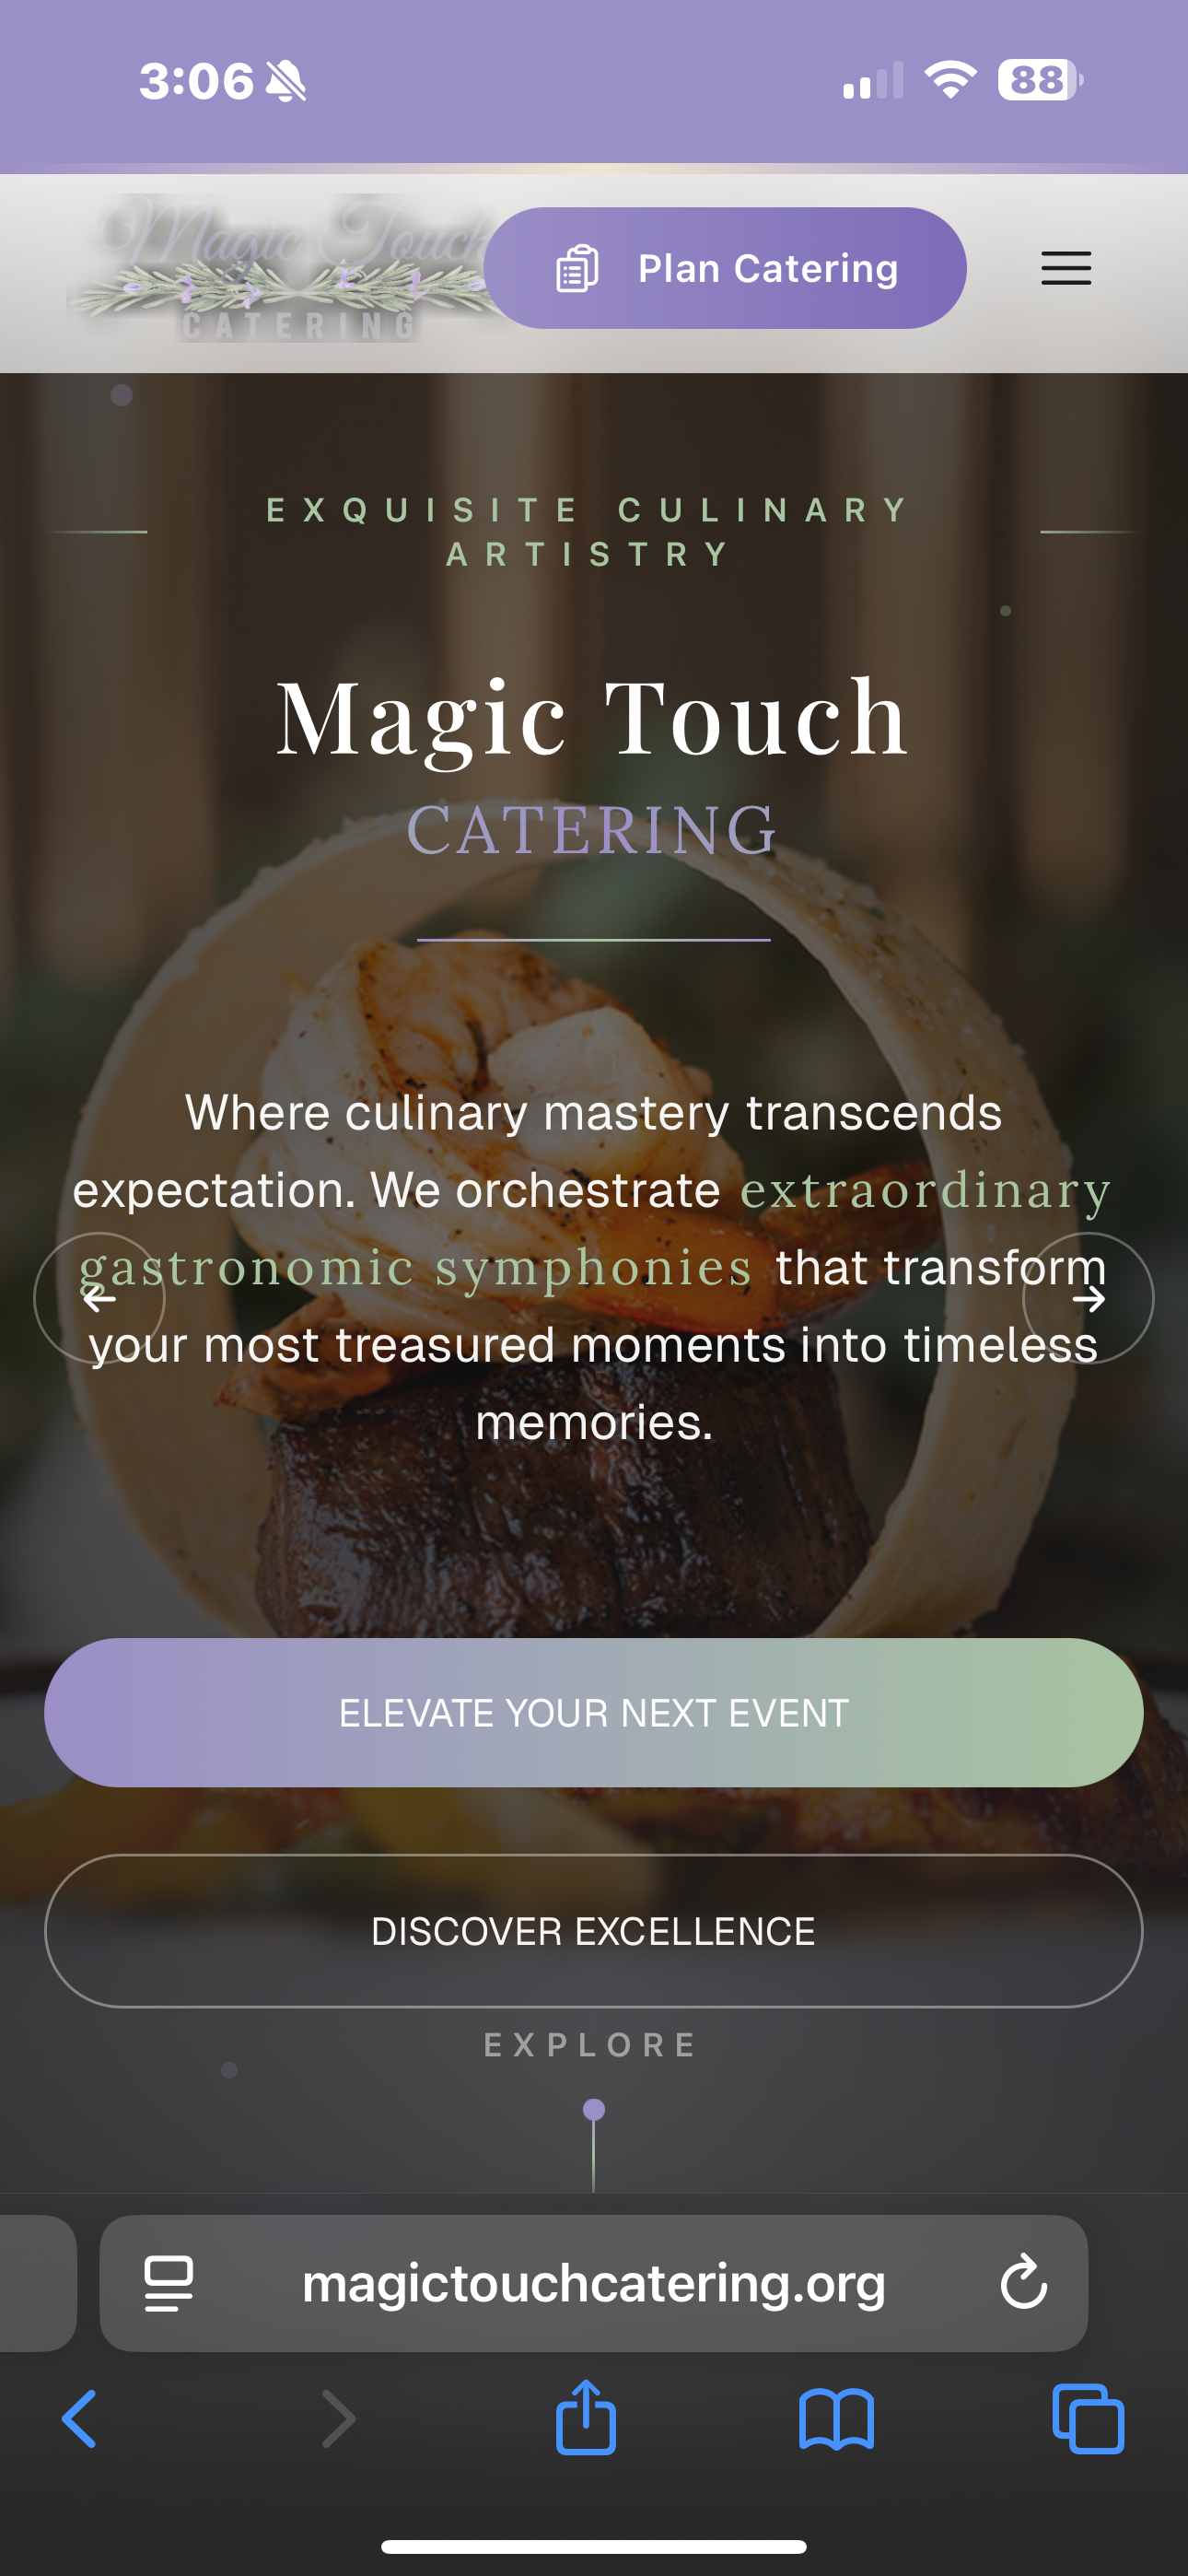 3:06
88
Magic Touch
CATERING
Plan Catering
EXQUISITE CULINARY
ARTISTRY
Magic Touch
CATERING
Where culinary mastery transcends
expectation. We orchestrate extraordinary
gastronomic symphonies that transform
your most treasured moments into timeless
memories.
ELEVATE YOUR NEXT EVENT
DISCOVER EXCELLENCE
EXPLORE
magictouchcatering.org